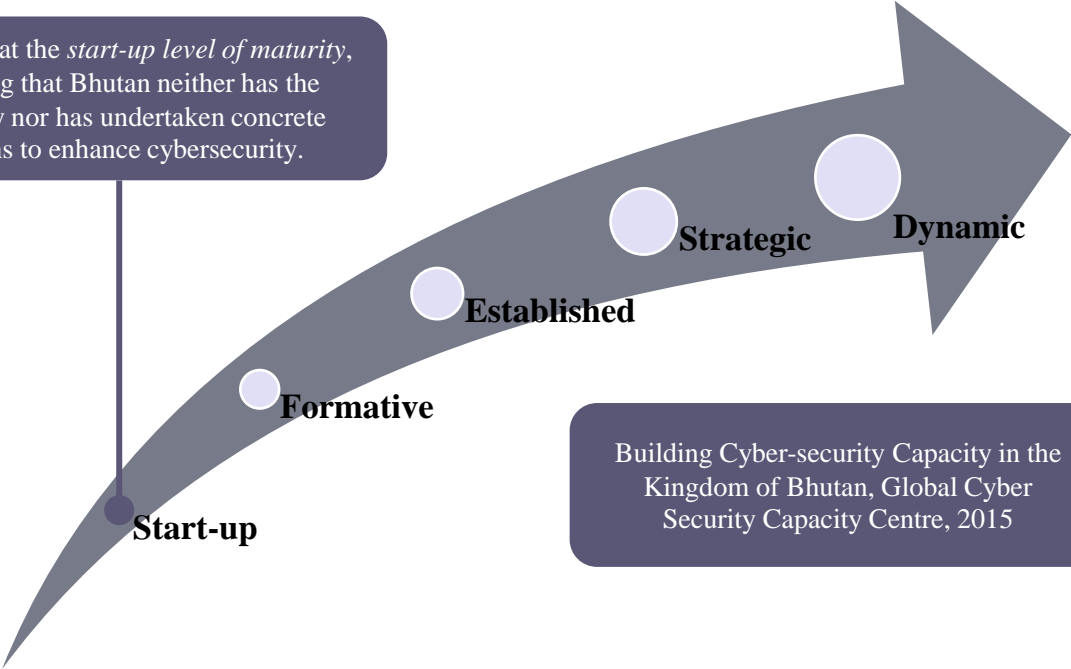 at the start-up level of maturity,
that Bhutan neither has the
nor has undertaken concrete
to enhance cybersecurity.
Strategic
Dynamic
Established
Formative
Start-up
Building Cyber-security Capacity in the
Kingdom of Bhutan, Global Cyber
Security Capacity Centre, 2015